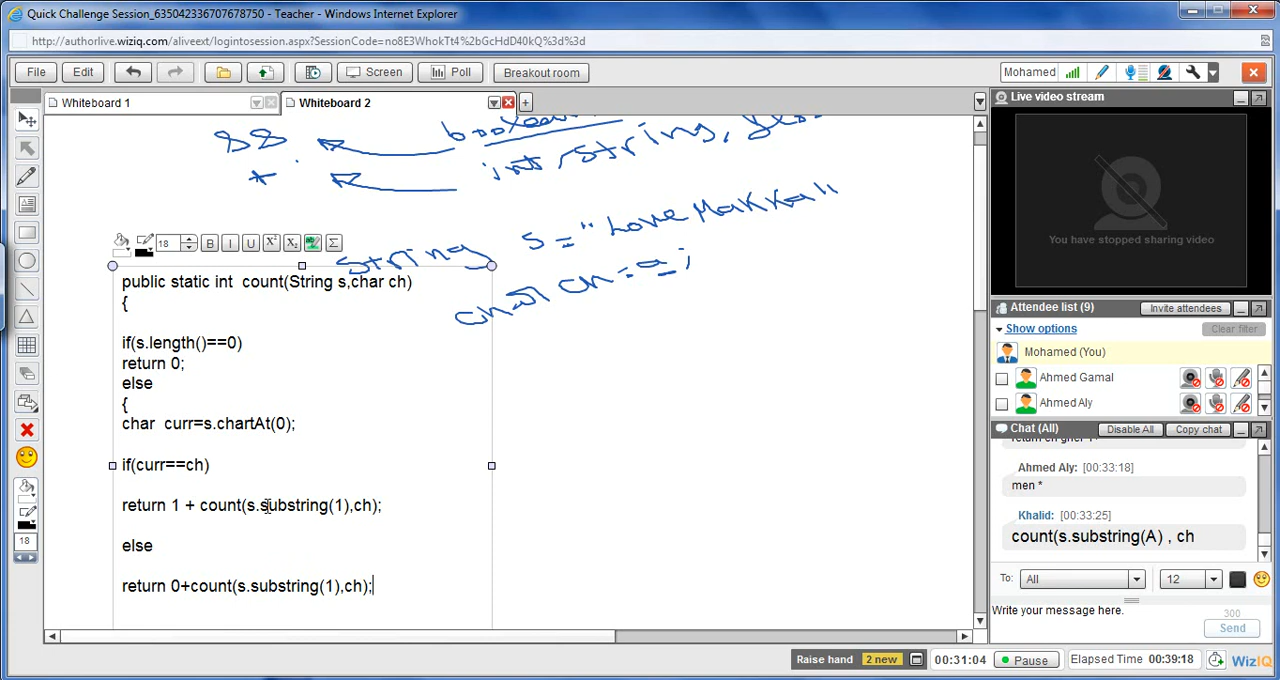 Quick Challenge Session_635042336707678750 - Teacher - Windows Internet Explorer
http://authorlive.wiziq.com/aliveext/logintosession.aspx?SessionCode=no8E3WhokTt4%2bGcHdD40kQ%3d%3d
File Edit Screen Poll Breakout room Mohamed
Whiteboard 1 Whiteboard 2
Live video stream
You have stopped sharing video
boolean
int, String,
*
String s = "Love Makkah"
char ch = a ;
18 B I U X² X₂ Σ
public static int count(String s,char ch)
{
if(s.length()==0)
return 0;
else
{
char curr=s.chartAt(0);
if(curr==ch)
return 1 + count(s.substring(1),ch);
else
return 0+count(s.substring(1),ch);
18
Attendee list (9) Invite attendees
Show options Clear filter
Mohamed (You)
Ahmed Gamal
Ahmed Aly
Chat (All) Disable All Copy chat
Ahmed Aly: [00:33:18]
men *
Khalid: [00:33:25]
count(s.substring(A) , ch
To: All 12
Write your message here.
300
Send
Raise hand 2 new 00:31:04 Pause Elapsed Time 00:39:18 WizIQ